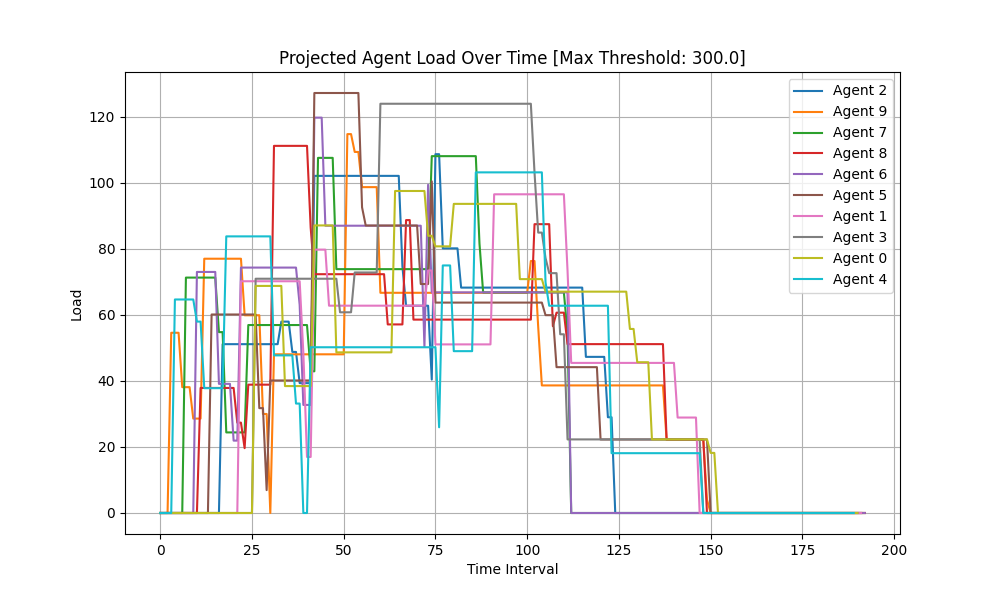 Projected Agent Load Over Time [Max Threshold: 300.0]
Load
120
100
80
60
40
20
0
0 25 50 75 100 125 150 175 200
Time Interval
Agent 2
Agent 9
Agent 7
Agent 8
Agent 6
Agent 5
Agent 1
Agent 3
Agent 0
Agent 4